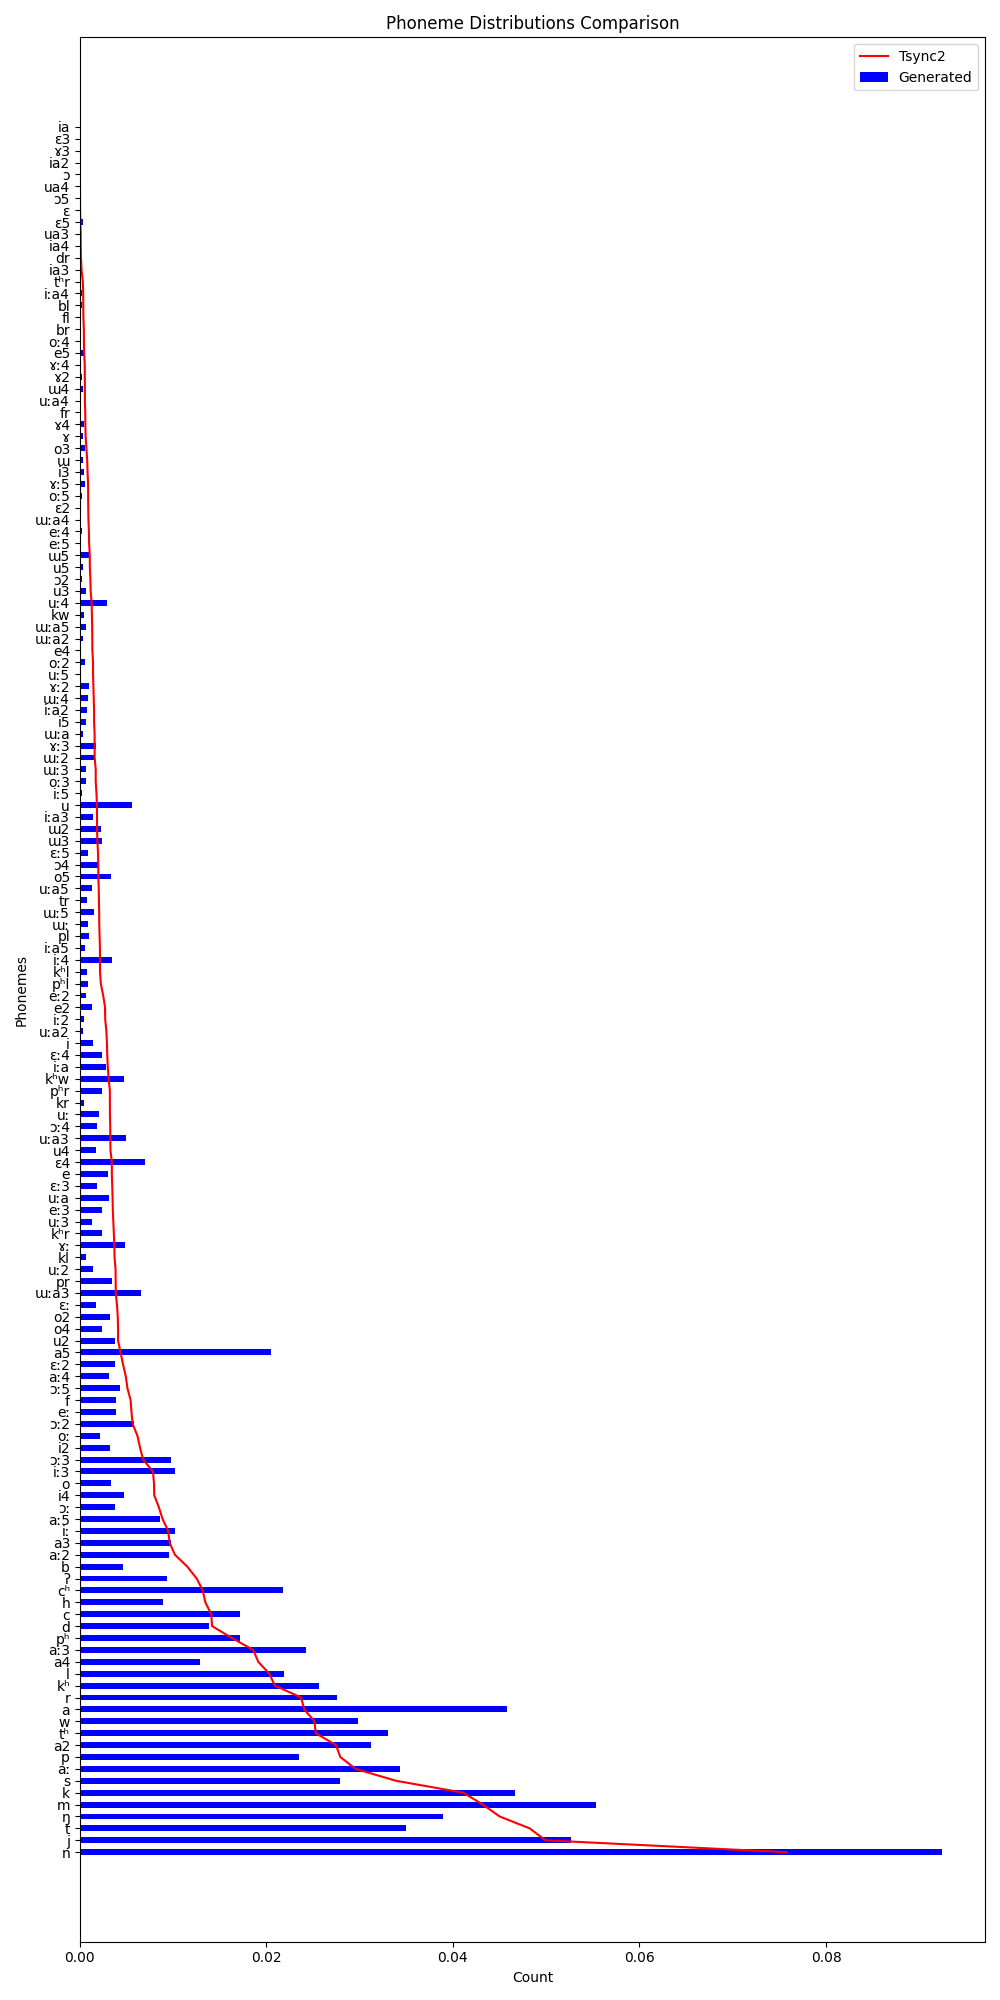 Phoneme Distributions Comparison
Tsync2
Generated
ia
ɛ3
ɤ3
ia2
ɔ
ua4
ɔ5
ɛ
ɛ5
ua3
ia4
dr
ia3
tʰr
iːa4
bl
fl
br
oː4
e5
ɤː4
ɤ2
ɯ4
uːa4
fr
ɤ4
ɤ
o3
ɯ
i3
ɤː5
oː5
ɛ2
ɯːa4
eː4
eː5
ɯ5
u5
ɔ2
u3
uː4
kw
ɯːa5
ɯːa2
e4
oː2
uː5
ɤː2
ɯː4
iːa2
i5
ɯːa
ɤː3
ɯː2
ɯː3
oː3
iː5
u
iːa3
ɯ2
ɯ3
ɛː5
ɔ4
o5
uːa5
tr
ɯː5
ɯː
pl
iːa5
iː4
kʰl
pʰl
eː2
e2
iː2
uːa2
i
ɛː4
iːa
kʰw
pʰr
kr
uː
ɔː4
uːa3
u4
ɛ4
e
ɛː3
uːa
eː3
uː3
kʰr
ɤː
kl
uː2
pr
ɯːa3
ɛː
o2
o4
u2
a5
ɛː2
aː4
ɔː5
f
eː
ɔː2
oː
i2
ɔː3
iː3
o
i4
ɔː
aː5
iː
a3
aː2
b
ʔ
cʰ
h
c
d
pʰ
aː3
a4
l
kʰ
r
a
w
tʰ
a2
p
aː
s
k
m
ŋ
t
j
n
Phonemes
0.00 0.02 0.04 0.06 0.08
Count